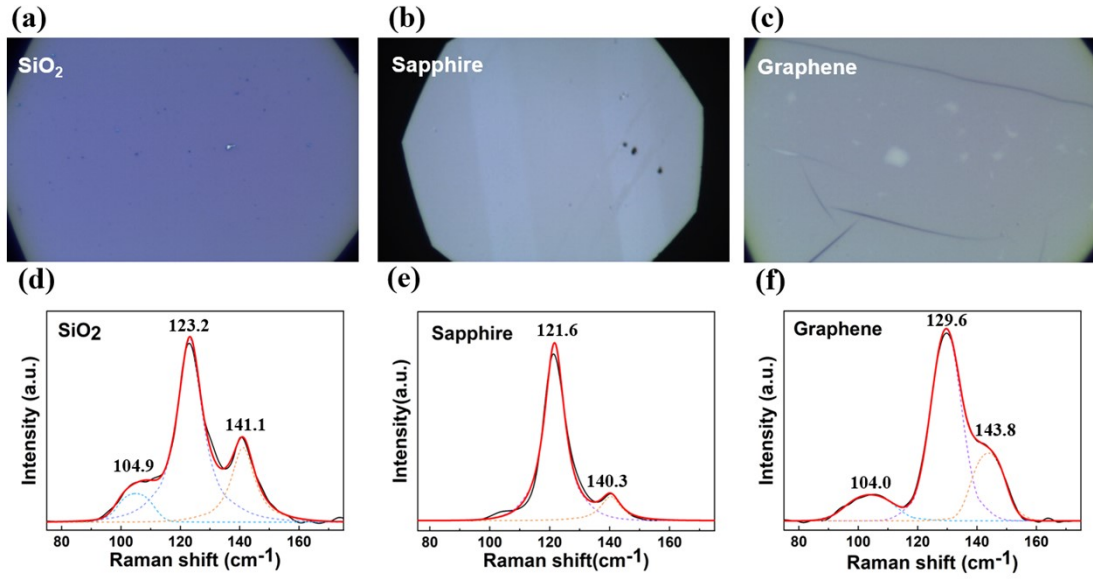 (a)
(b)
(c)
SiO₂
Sapphire
Graphene
(d)
(e)
(f)
SiO₂
104.9
123.2
141.1
Intensity (a.u.)
80 100 120 140 160
Raman shift (cm⁻¹)
Sapphire
121.6
140.3
Intensity(a.u.)
80 100 120 140 160
Raman shift(cm⁻¹)
Graphene
104.0
129.6
143.8
Intensity (a.u.)
80 100 120 140 160
Raman shift (cm⁻¹)